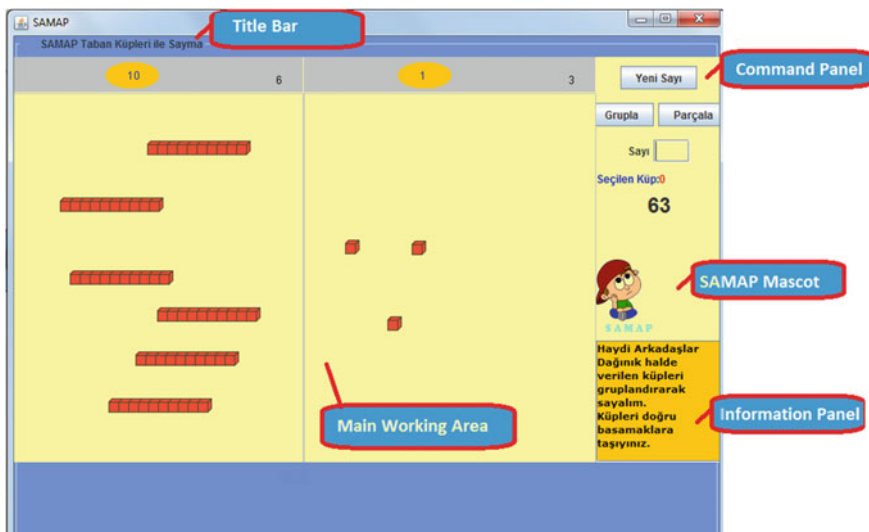 SAMAP
Title Bar
SAMAP Taban Küpleri ile Sayma
10
6
1
3
Yeni Sayı
Command Panel
Grupla
Parçala
Sayı
Seçilen Küp:0
63
SAMAP Mascot
SAMAP
Haydi Arkadaşlar
Dağınık halde
verilen küpleri
gruplandırarak
sayalım.
Küpleri doğru
basamaklara
taşıyınız.
Main Working Area
Information Panel